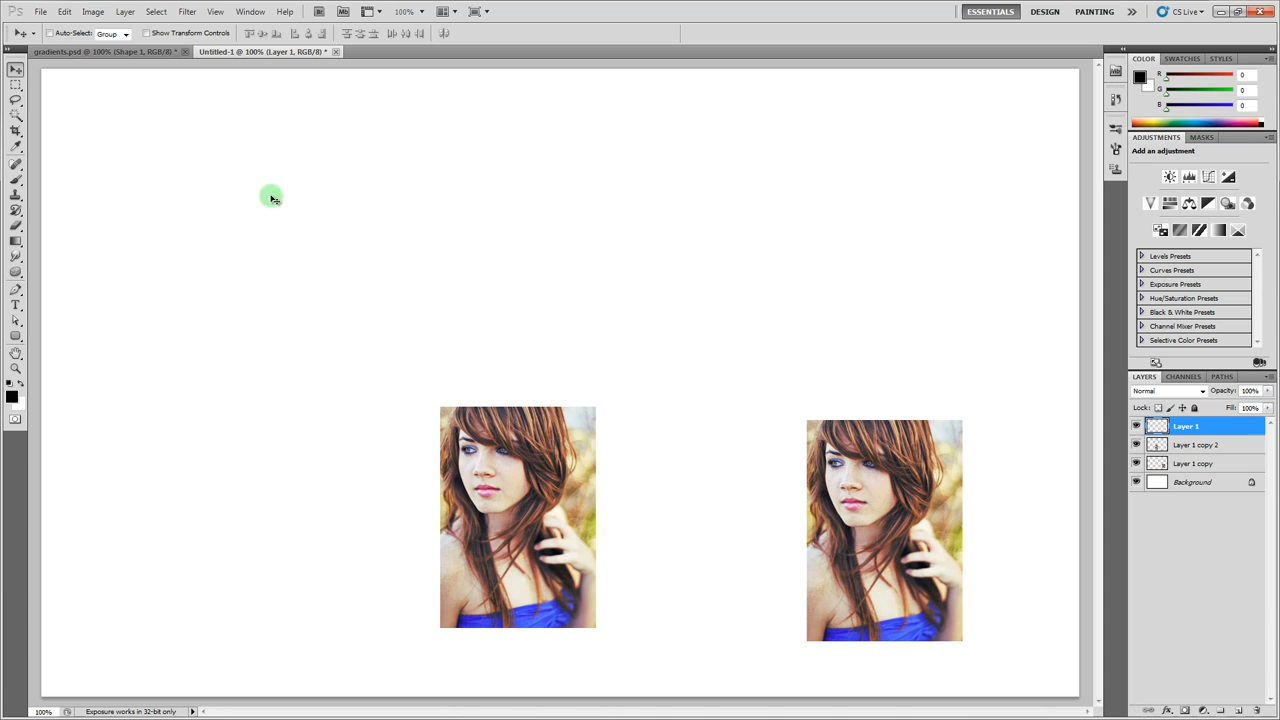 Ps File Edit Image Layer Select Filter View Window Help Br Mb 100% ESSENTIALS DESIGN PAINTING CS Live
Auto-Select: Group Show Transform Controls
gradients.psd @ 100% (Shape 1, RGB/8) * Untitled-1 @ 100% (Layer 1, RGB/8) *
COLOR SWATCHES STYLES
R 0
G 0
B 0
ADJUSTMENTS MASKS
Add an adjustment
Levels Presets
Curves Presets
Exposure Presets
Hue/Saturation Presets
Black & White Presets
Channel Mixer Presets
Selective Color Presets
LAYERS CHANNELS PATHS
Normal Opacity: 100%
Lock: Fill: 100%
Layer 1
Layer 1 copy 2
Layer 1 copy
Background
100% Exposure works in 32-bit only